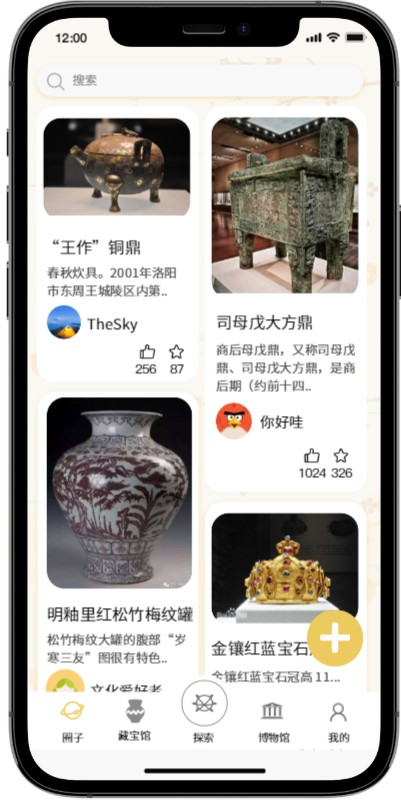 12:00
搜索
“王作”铜鼎
春秋炊具。2001年洛阳
市东周王城陵区内第..
TheSky
256 87
司母戊大方鼎
商后母戊鼎，又称司母戊
鼎、司母戊大方鼎，是商
后期（约前十四..
你好哇
1024 326
明釉里红松竹梅纹罐
松竹梅纹大罐的腹部“岁
寒三友”图很有特色..
文化爱好者
金镶红蓝宝石
金镶红蓝宝石冠高 11...
圈子
藏宝馆
探索
博物馆
我的